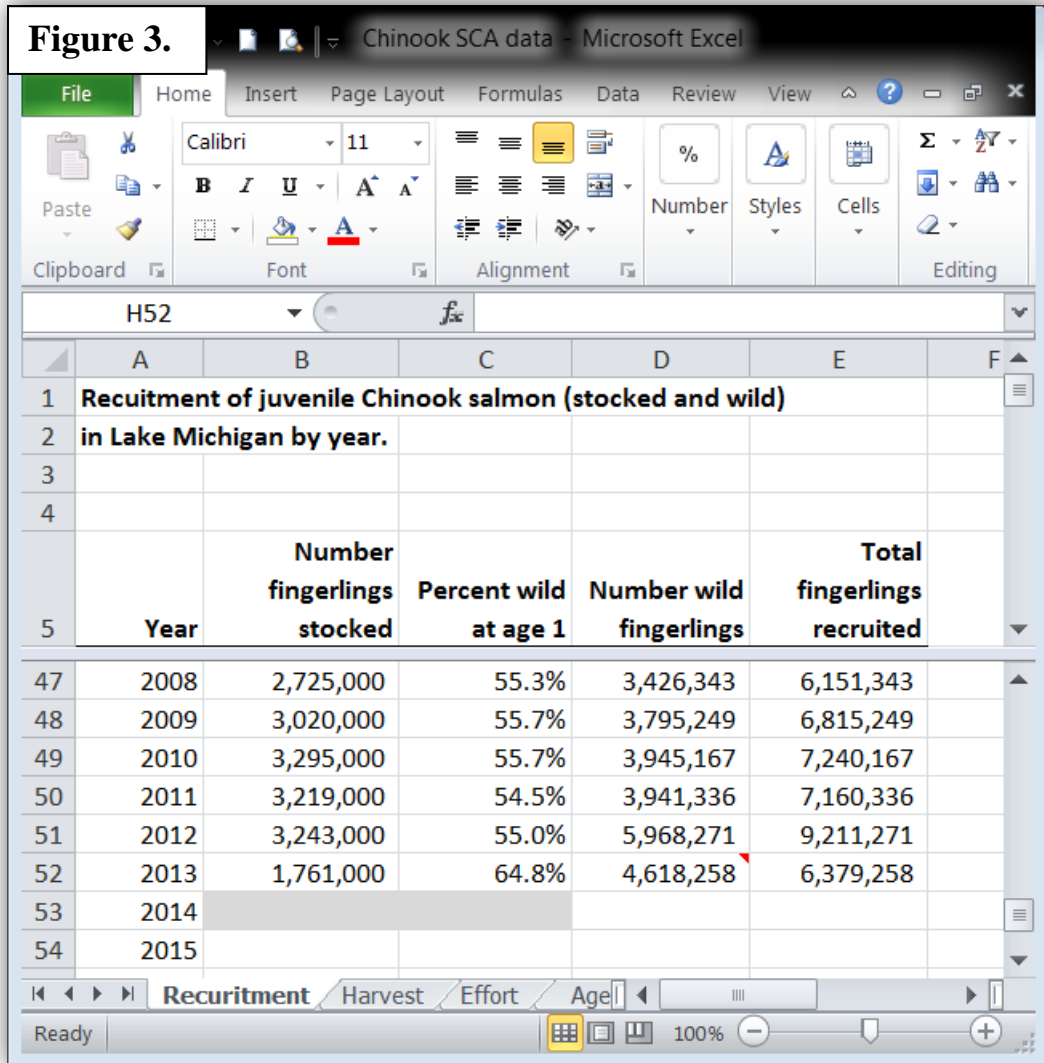 Figure 3.
Chinook SCA data - Microsoft Excel
File Home Insert Page Layout Formulas Data Review View
Calibri 11
B I U A A
Paste
% Number Styles Cells
Clipboard Font Alignment Editing
H52 fx
A B C D E F
1 Recuitment of juvenile Chinook salmon (stocked and wild)
2 in Lake Michigan by year.
3
4
Number Total
fingerlings Percent wild Number wild fingerlings
5 Year stocked at age 1 fingerlings recruited
47 2008 2,725,000 55.3% 3,426,343 6,151,343
48 2009 3,020,000 55.7% 3,795,249 6,815,249
49 2010 3,295,000 55.7% 3,945,167 7,240,167
50 2011 3,219,000 54.5% 3,941,336 7,160,336
51 2012 3,243,000 55.0% 5,968,271 9,211,271
52 2013 1,761,000 64.8% 4,618,258 6,379,258
53 2014
54 2015
Recuritment Harvest Effort Age
Ready 100%